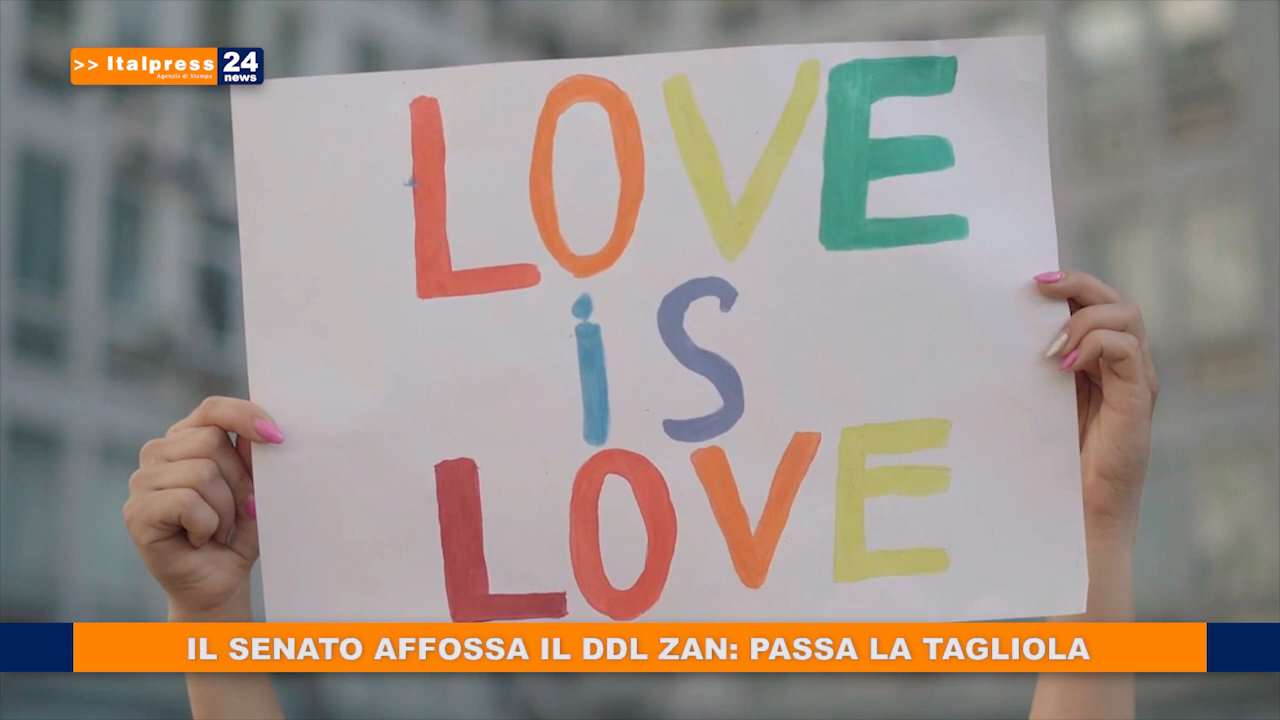 >> Italpress
Agenzia di Stampa
24
news
LOVE
iS
LOVE
IL SENATO AFFOSSA IL DDL ZAN: PASSA LA TAGLIOLA